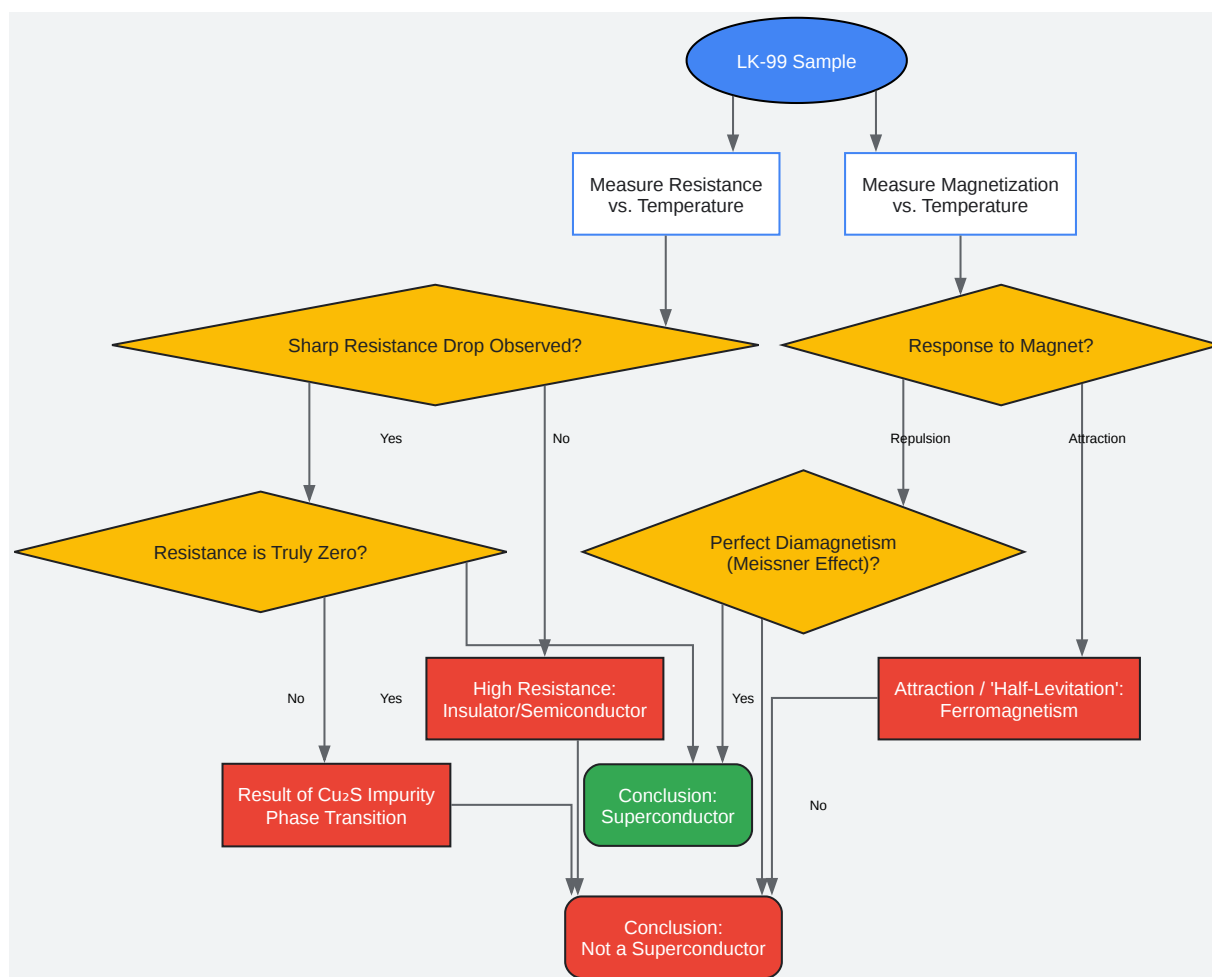 LK-99 Sample
Measure Resistance
vs. Temperature
Measure Magnetization
vs. Temperature
Sharp Resistance Drop Observed?
Response to Magnet?
Yes
No
Repulsion
Attraction
Resistance is Truly Zero?
Perfect Diamagnetism
(Meissner Effect)?
No
Yes
High Resistance:
Insulator/Semiconductor
Yes
Attraction / 'Half-Levitation':
Ferromagnetism
Result of Cu₂S Impurity
Phase Transition
Conclusion:
Superconductor
No
Conclusion:
Not a Superconductor